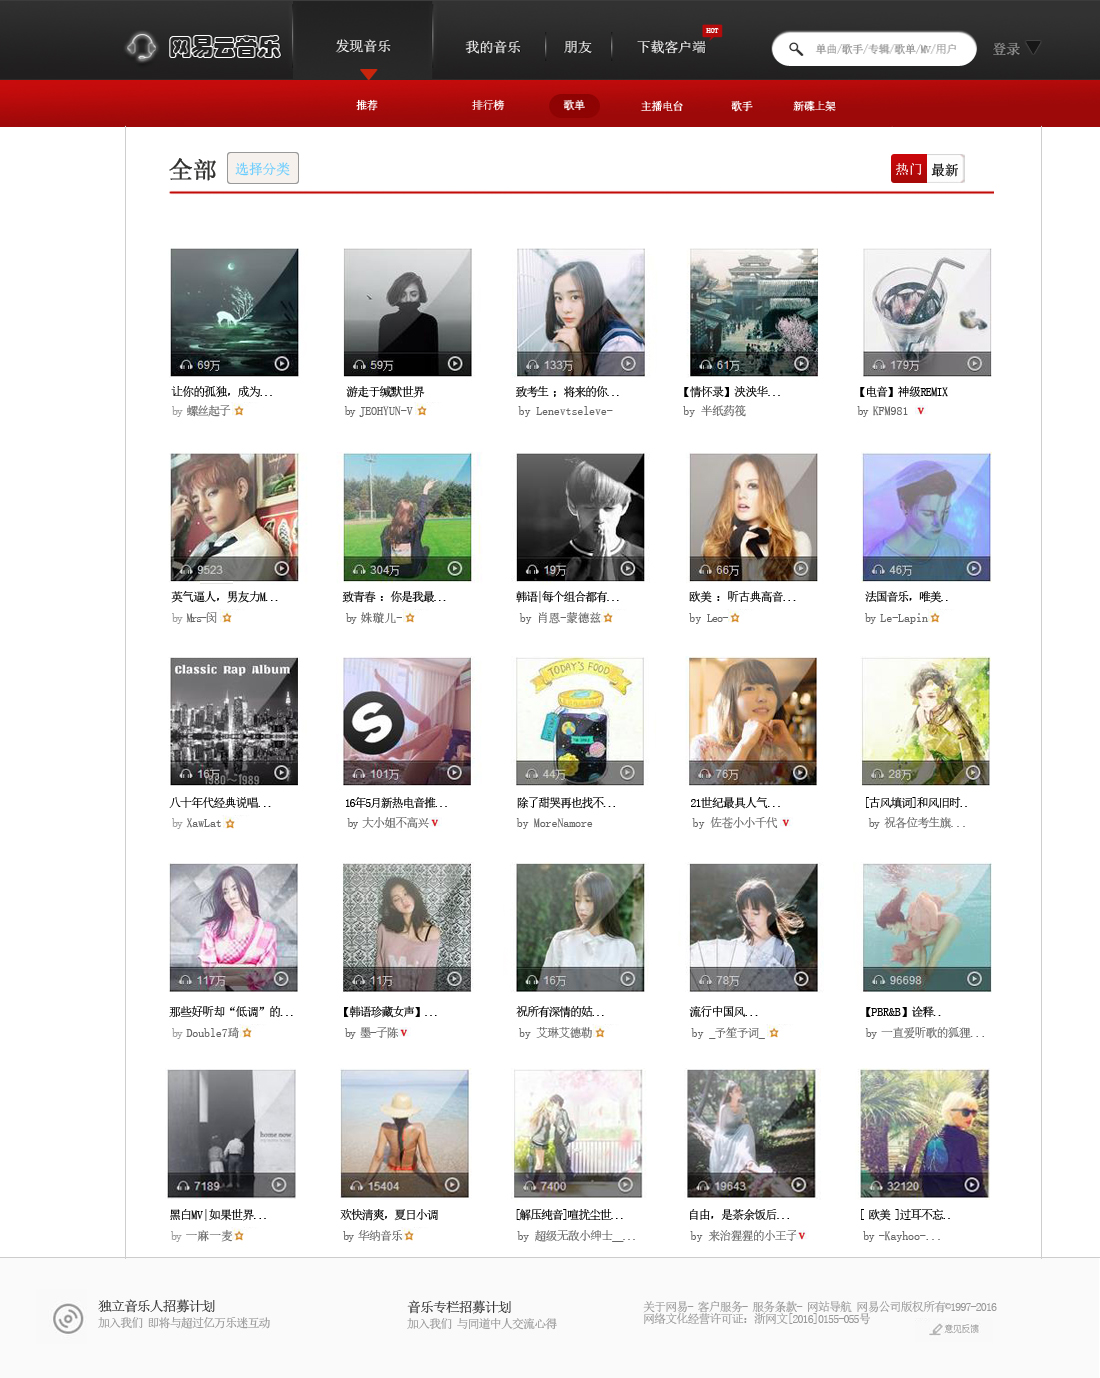 网易云音乐
发现音乐
我的音乐
朋友
下载客户端
HOT
单曲/歌手/专辑/歌单/MV/用户
登录
推荐
排行榜
歌单
主播电台
歌手
新碟上架
全部
选择分类
热门
最新
69万
59万
133万
61万
179万
让你的孤独，成为...
游走于缄默世界
致考生；将来的你...
【情怀录】泱泱华...
【电音】神级REMIX
by 螺丝起子
by JEOHYUN-V
by Lenevtseleve-
by 半纸药筏
by KPM981 V
9523
304万
19万
66万
46万
英气逼人，男友力M...
致青春：你是我最...
韩语|每个组合都有...
欧美：听古典高音...
法国音乐，唯美..
by Mrs-闵
by 姝璇儿-
by 肖恩-蒙德兹
by Leo-
by Le-Lapin
Classic Rap Album
1980～1989
TODAY'S FOOD
16万
101万
44万
76万
28万
八十年代经典说唱...
16年5月新热电音推...
除了甜哭再也找不...
21世纪最具人气...
[古风填词]和风旧时..
by XawLat
by 大小姐不高兴 V
by MoreNamore
by 佐苍小小千代 V
by 祝各位考生旗...
117万
11万
16万
78万
96698
那些好听却“低调”的...
【韩语珍藏女声】...
祝所有深情的姑...
流行中国风...
【PBR&B】诠释..
by Double7琦
by 墨-子陈 V
by 艾琳艾德勒
by _予笙予词_
by 一直爱听歌的狐狸...
home now
7189
15404
7400
19643
32120
黑白MV|如果世界...
欢快清爽，夏日小调
[解压纯音]喧扰尘世...
自由，是茶余饭后...
[ 欧美 ]过耳不忘..
by 一麻一麦
by 华纳音乐
by 超级无敌小绅士__...
by 来治猩猩的小王子 V
by -Kayhoo-...
独立音乐人招募计划
加入我们 即将与超过亿万乐迷互动
音乐专栏招募计划
加入我们 与同道中人交流心得
关于网易- 客户服务- 服务条款- 网站导航 网易公司版权所有©1997-2016
网络文化经营许可证：浙网文[2016]0155-055号
意见反馈